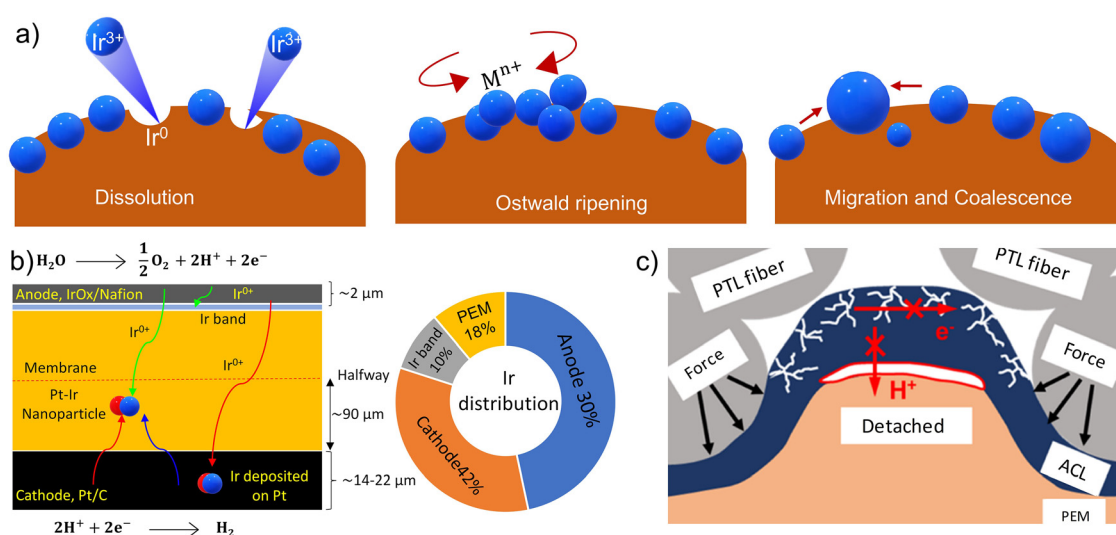 a)
Ir3+
Ir3+
Ir0
Dissolution
Mn+
Ostwald ripening
Migration and Coalescence
b)
H₂O ⟶ 1/2 O₂ + 2H⁺ + 2e⁻
Anode, IrOx/Nafion
Ir0+
~2 μm
Ir band
Ir0+
Membrane
Ir0+
Halfway
Pt-Ir
Nanoparticle
~90 μm
Ir deposited
on Pt
Cathode, Pt/C
~14-22 μm
2H⁺ + 2e⁻ ⟶ H₂
PEM
18%
Ir band
10%
Anode 30%
Cathode42%
Ir
distribution
c)
PTL fiber
PTL fiber
e-
Force
Force
H+
Detached
ACL
PEM